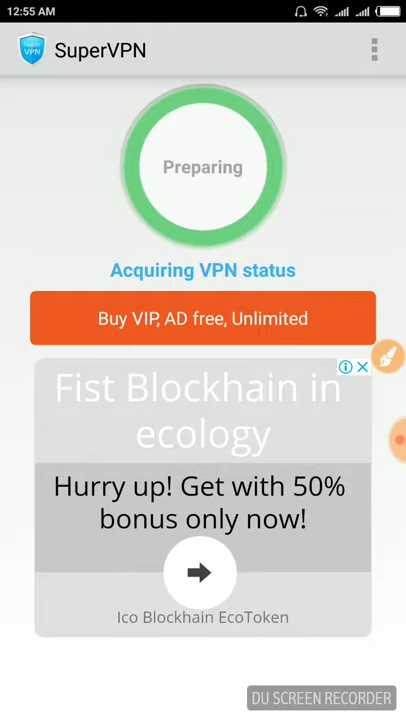 12:55 AM
Super
VPN
SuperVPN
Preparing
Acquiring VPN status
Buy VIP, AD free, Unlimited
Fist Blockhain in
ecology
Hurry up! Get with 50%
bonus only now!
Ico Blockhain EcoToken
DU SCREEN RECORDER